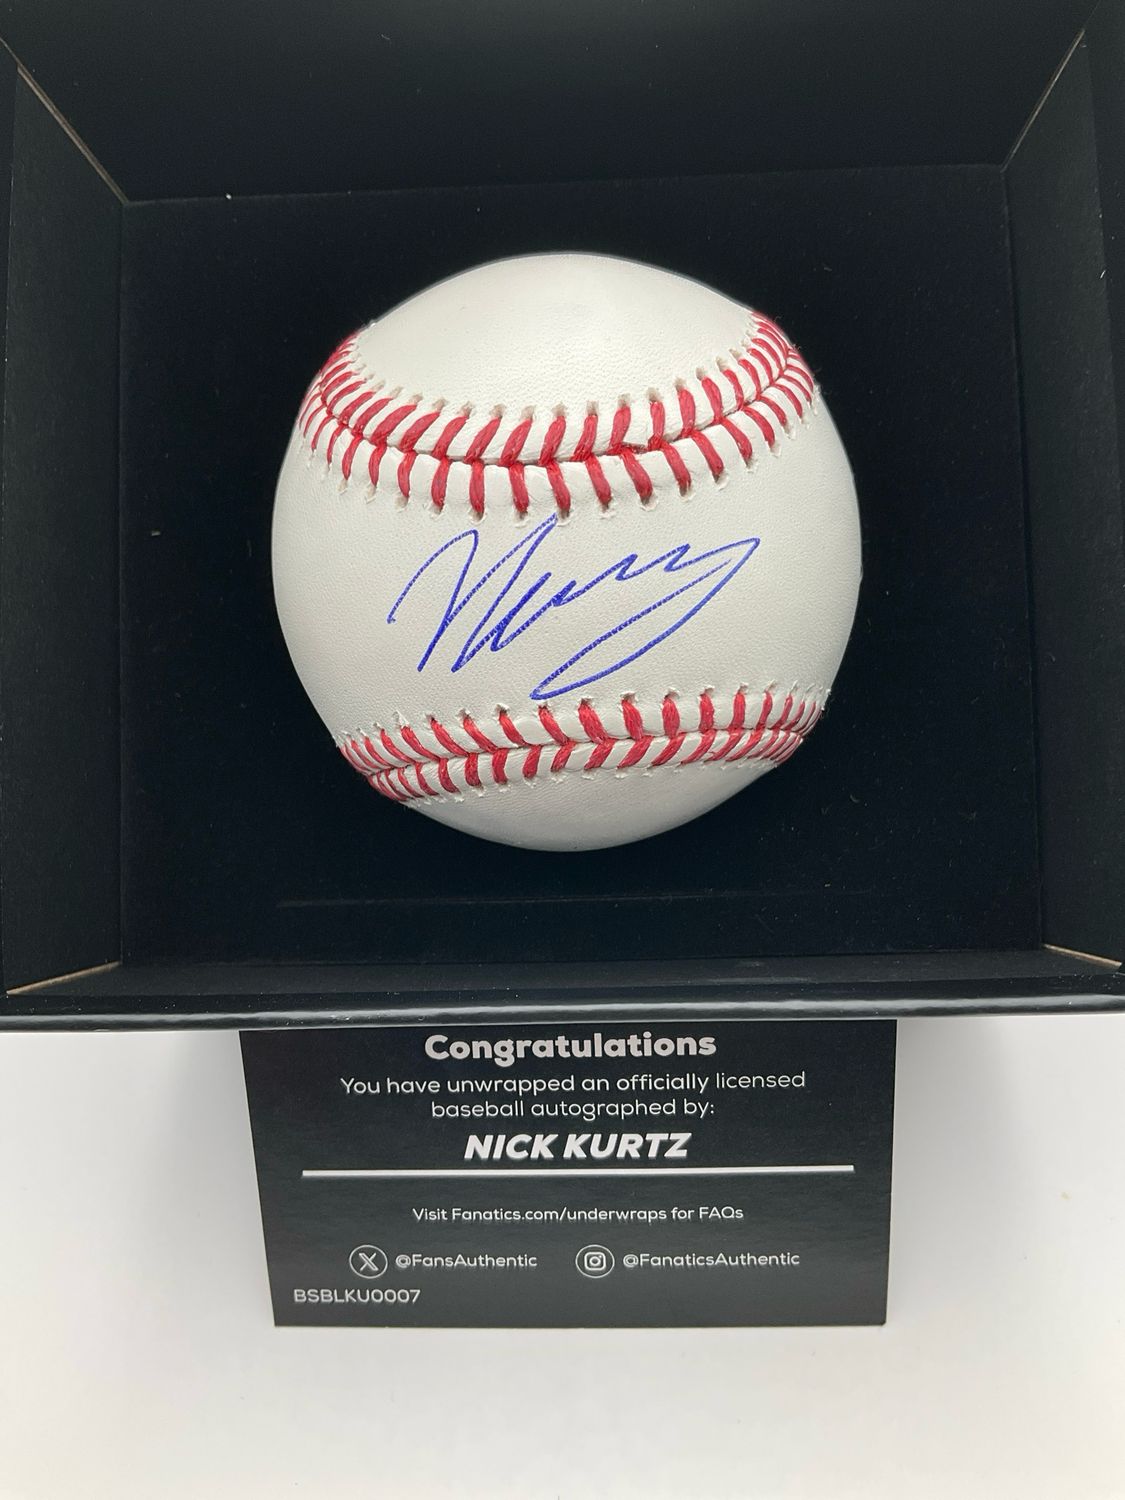 Congratulations
You have unwrapped an officially licensed
baseball autographed by:
NICK KURTZ
Visit Fanatics.com/underwraps for FAQs
@FansAuthentic @FanaticsAuthentic
BSBLKU0007